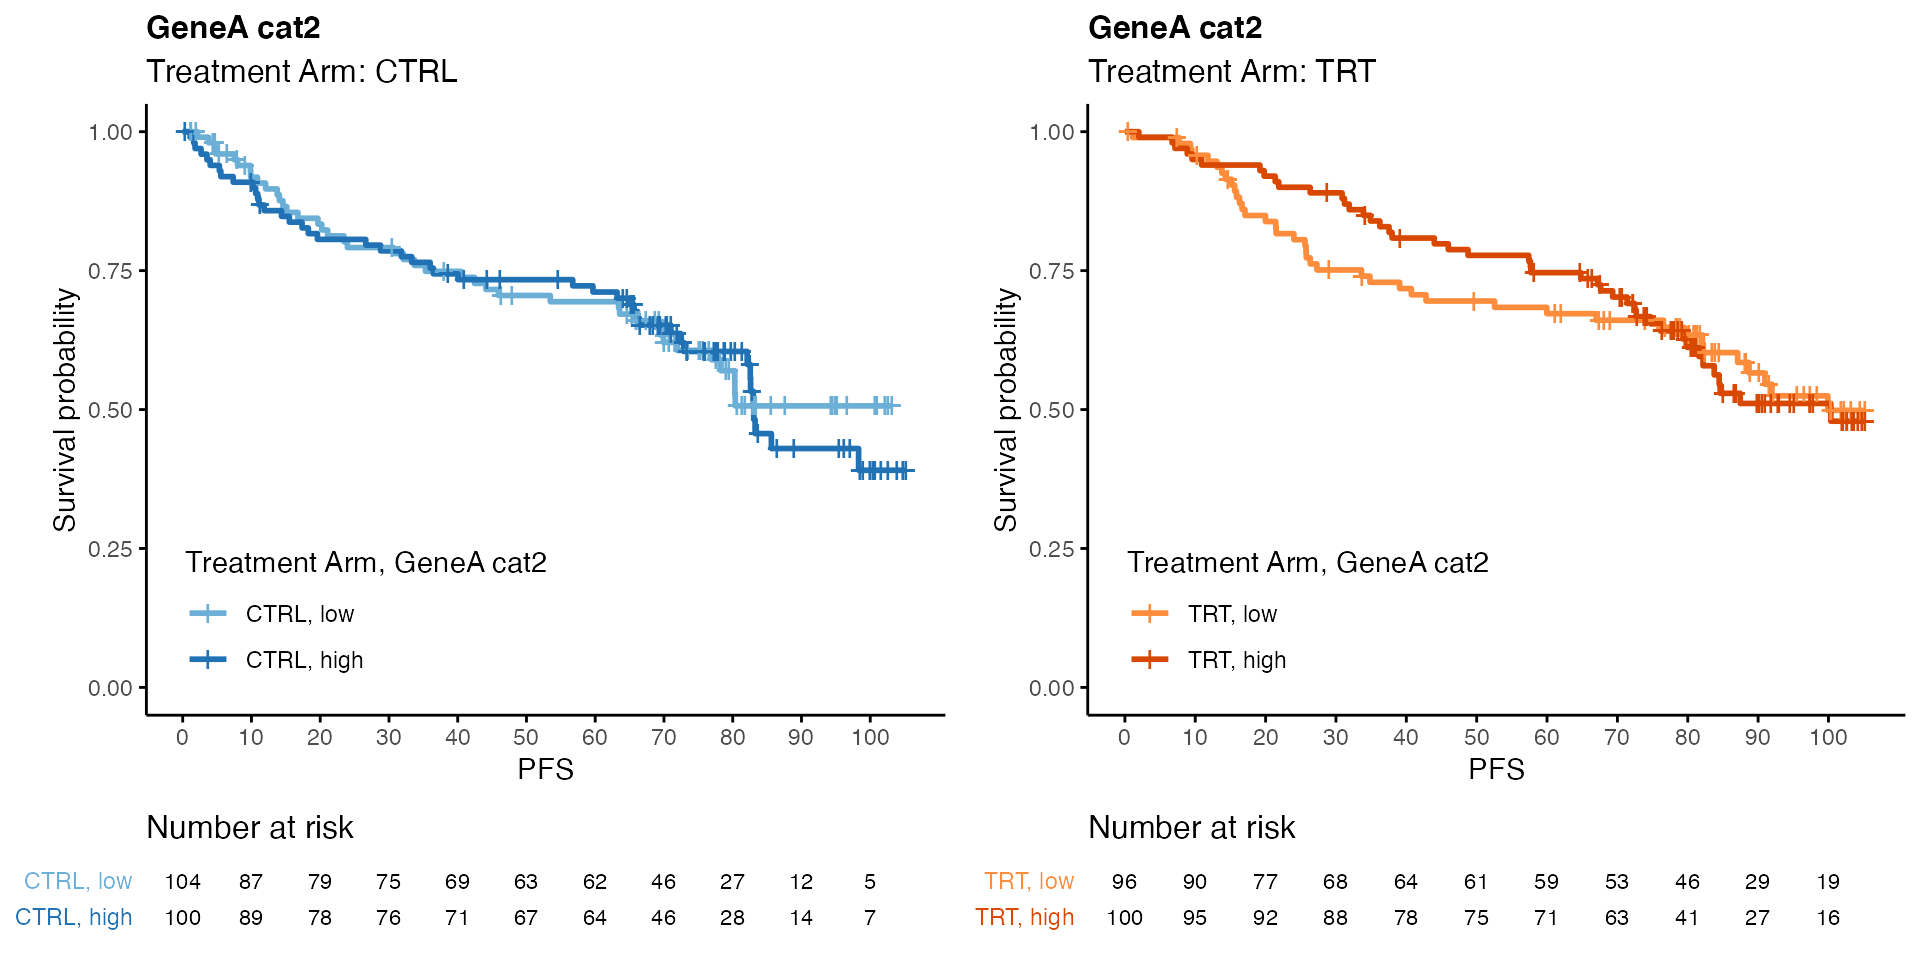 GeneA cat2
Treatment Arm: CTRL
1.00
0.75
0.50
0.25
0.00
Survival probability
Treatment Arm, GeneA cat2
CTRL, low
CTRL, high
0 10 20 30 40 50 60 70 80 90 100
PFS
Number at risk
CTRL, low 104 87 79 75 69 63 62 46 27 12 5
CTRL, high 100 89 78 76 71 67 64 46 28 14 7
GeneA cat2
Treatment Arm: TRT
1.00
0.75
0.50
0.25
0.00
Survival probability
Treatment Arm, GeneA cat2
TRT, low
TRT, high
0 10 20 30 40 50 60 70 80 90 100
PFS
Number at risk
TRT, low 96 90 77 68 64 61 59 53 46 29 19
TRT, high 100 95 92 88 78 75 71 63 41 27 16